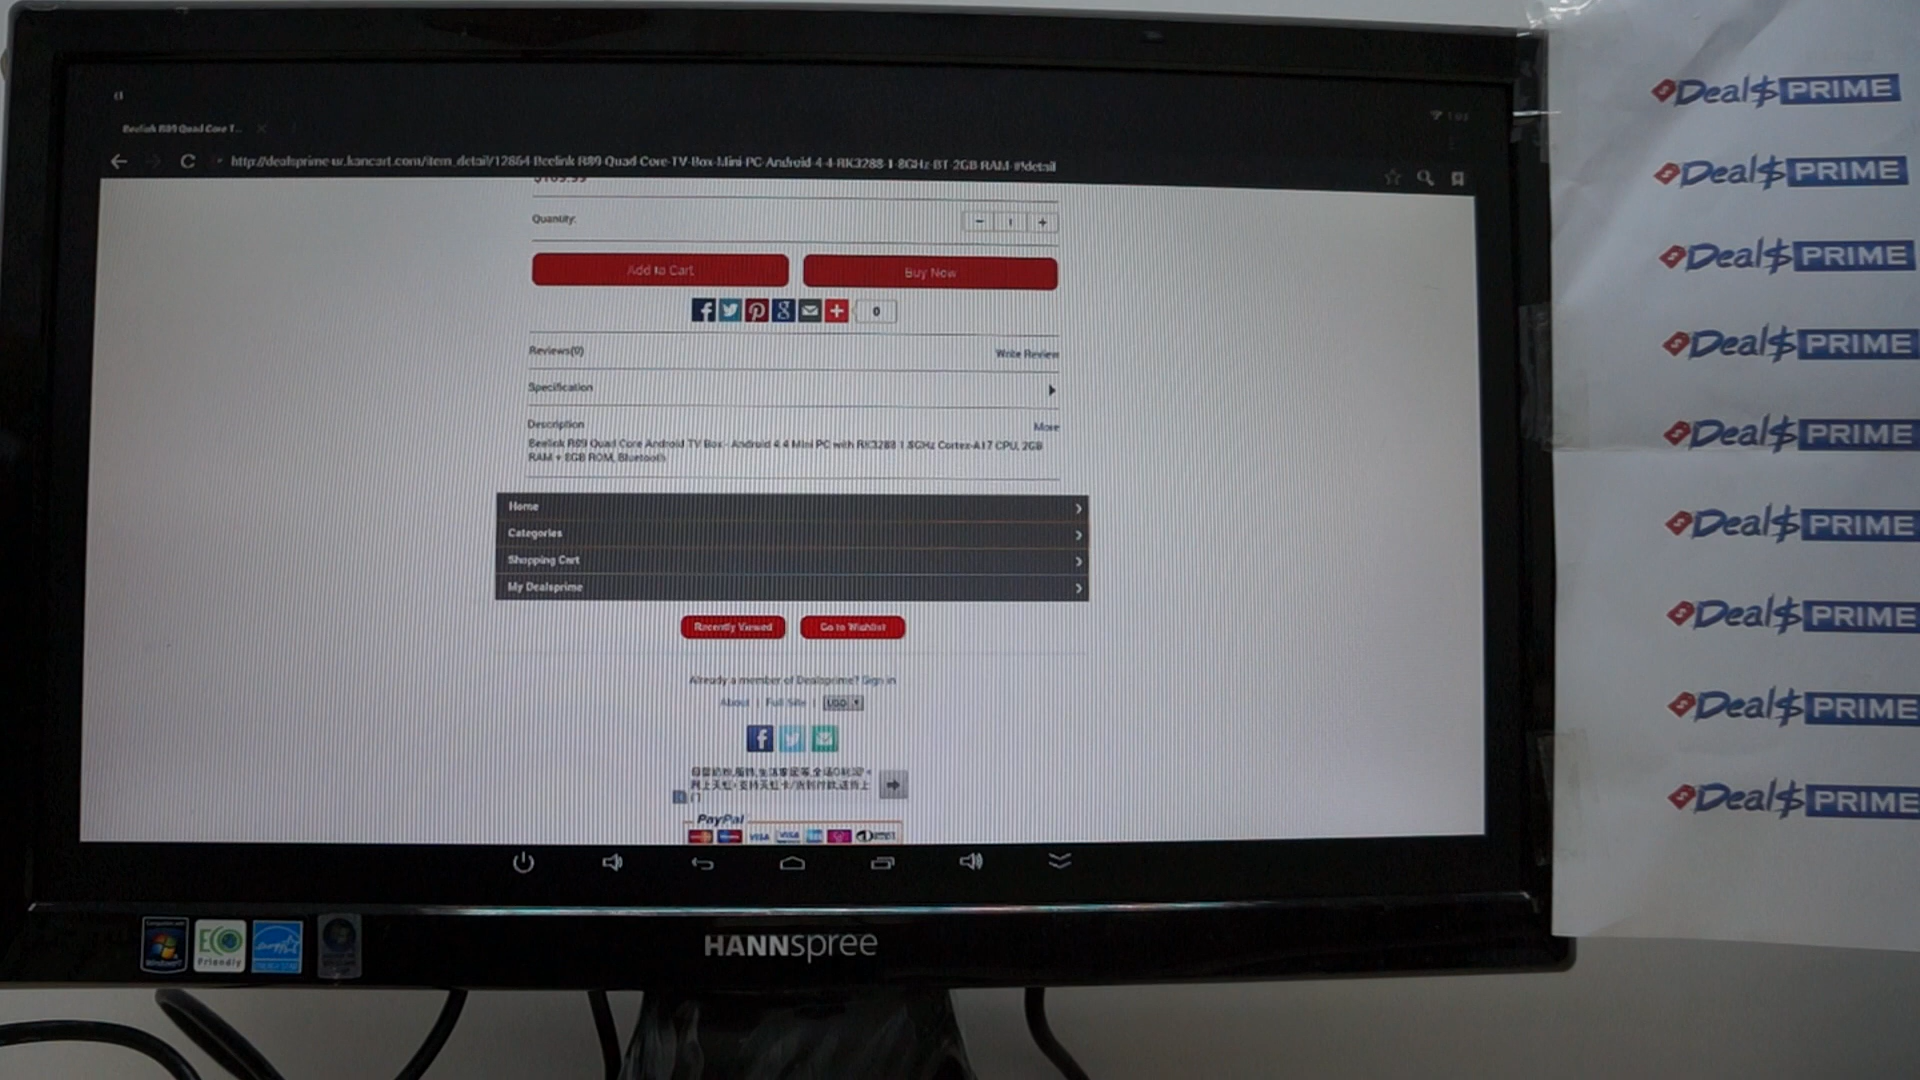 Beelink R89 Quad Core T...
http://dealsprime-w.kancart.com/item_detail/12864-Beelink-R89-Quad-Core-TV-Box-Mini-PC-Android-4-4-RK3288-1-8GHz-BT-2GB RAM-#!detail
Quantity:
- 1 +
Add to Cart
Buy Now
0
Reviews(0)
Write Review
Specification
Description
More
Beelink R89 Quad Core Android TV Box - Android 4.4 Mini PC with RK3288 1.8GHz Cortex-A17 CPU, 2GB
RAM + 8GB ROM, Bluetooth
Home
Categories
Shopping Cart
My Dealsprime
Recently Viewed
Go to Wishlist
Already a member of Dealsprime? Sign in
About | Full Site | USD
PayPal
VISA
VISA
HANNspree
ECO
Friendly
Deal$PRIME
Deal$PRIME
Deal$PRIME
Deal$PRIME
Deal$PRIME
Deal$PRIME
Deal$PRIME
Deal$PRIME
Deal$PRIME